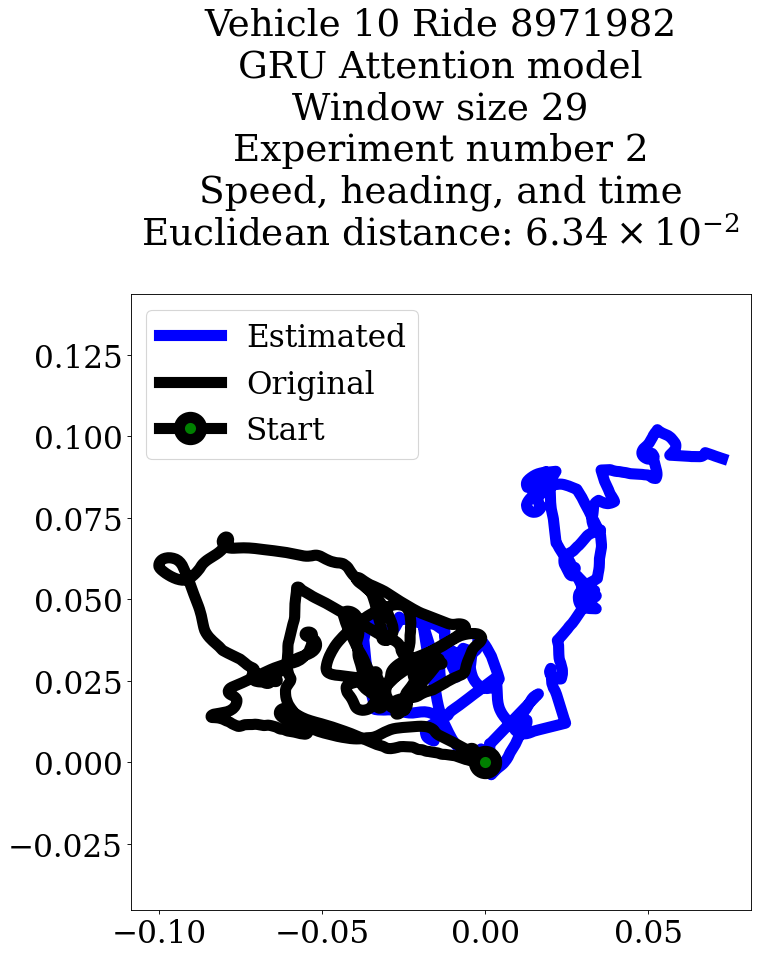 Vehicle 10 Ride 8971982
GRU Attention model
Window size 29
Experiment number 2
Speed, heading, and time
Euclidean distance: 6.34 × 10⁻²
Estimated
Original
Start
0.125
0.100
0.075
0.050
0.025
0.000
−0.025
−0.10
−0.05
0.00
0.05